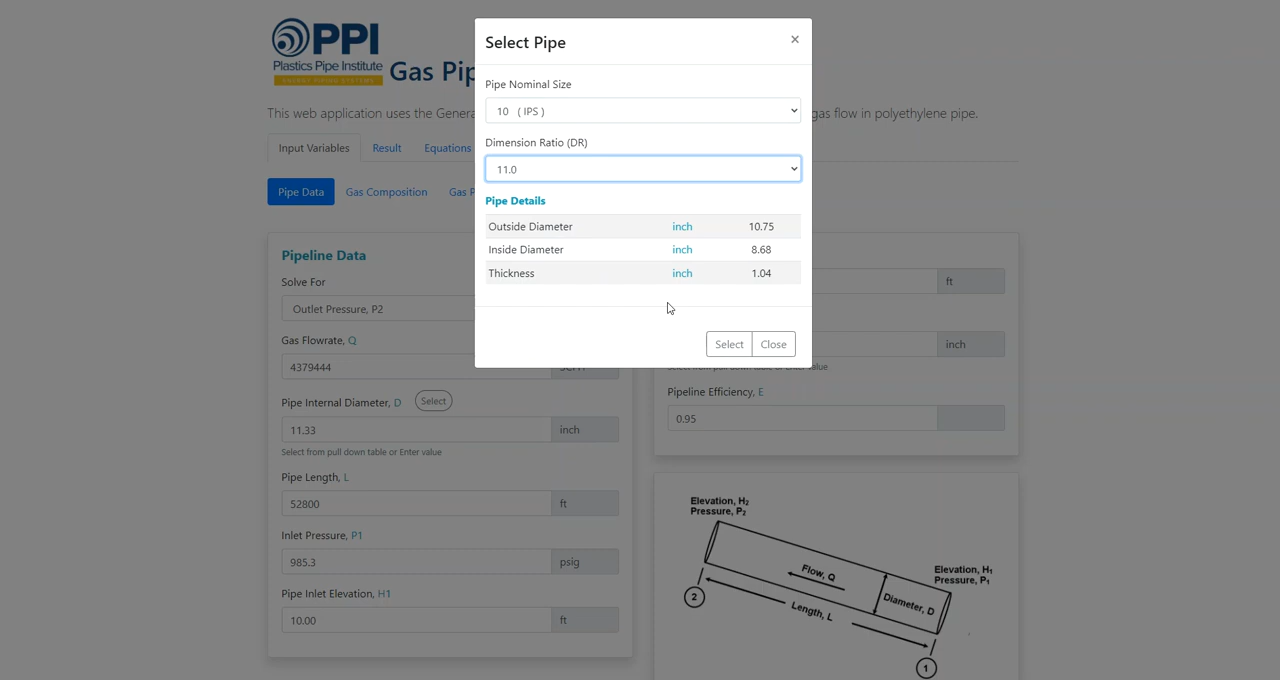 PPI
Plastics Pipe Institute
Gas Pip
This web application uses the Genera
gas flow in polyethylene pipe.
Input Variables
Result
Equations
Pipe Data
Gas Composition
Gas P
Select Pipe
×
Pipe Nominal Size
10 ( IPS )
Dimension Ratio (DR)
11.0
Pipe Details
Outside Diameter inch 10.75
Inside Diameter inch 8.68
Thickness inch 1.04
Select
Close
Pipeline Data
Solve For
Outlet Pressure, P2
Gas Flowrate, Q
4379444
Pipe Internal Diameter, D
Select
11.33
inch
Select from pull down table or Enter value
Pipe Length, L
52800
ft
Inlet Pressure, P1
985.3
psig
Pipe Inlet Elevation, H1
10.00
ft
ft
inch
Pipeline Efficiency, E
0.95
Elevation, H2
Pressure, P2
Flow, Q
Elevation, H1
Pressure, P1
Diameter, D
Length, L
2
1